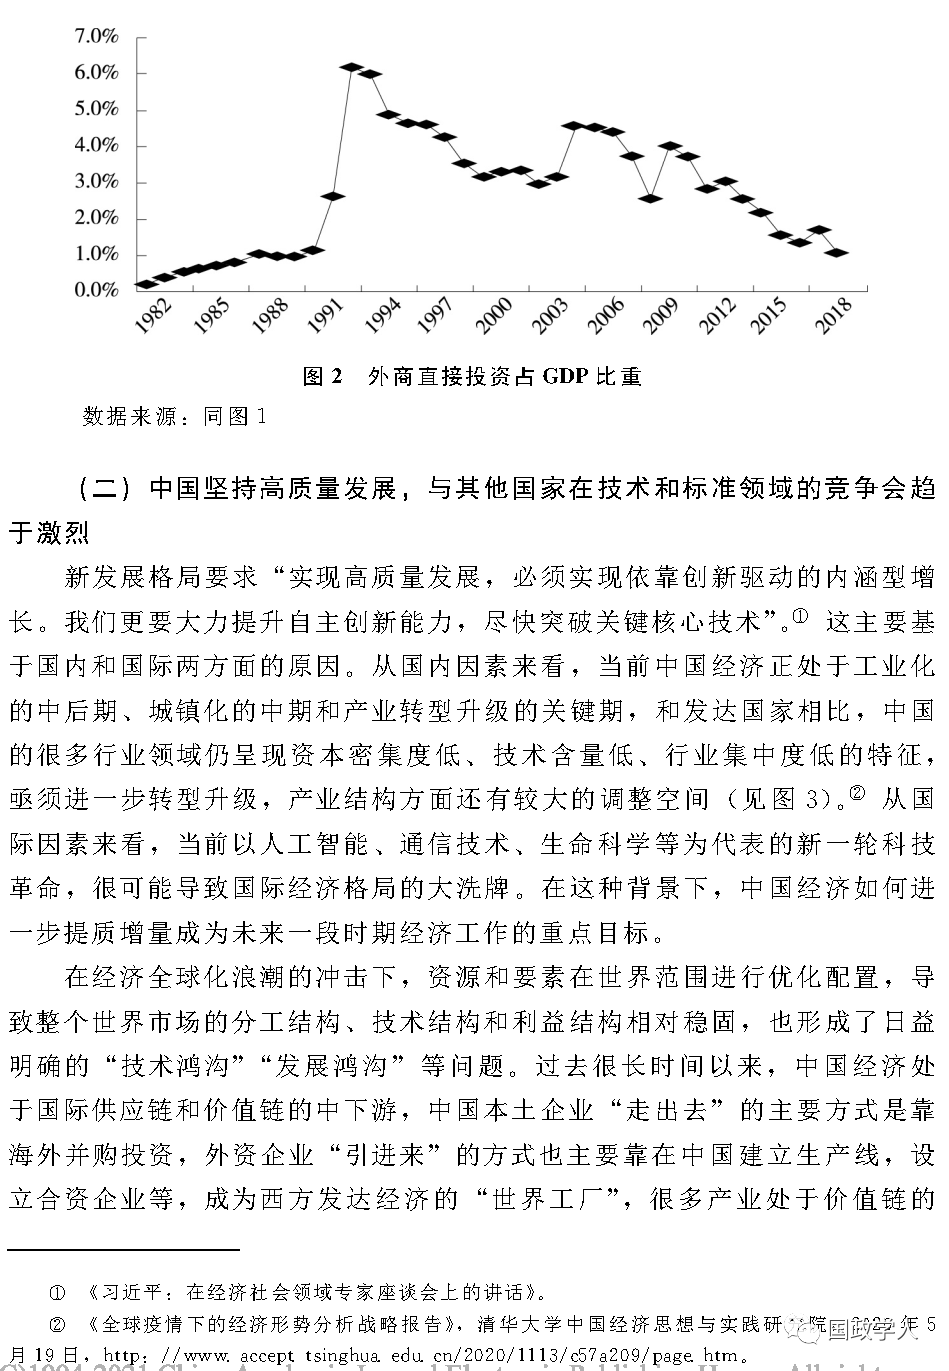 7.0%
6.0%
5.0%
4.0%
3.0%
2.0%
1.0%
0.0%
1982 1985 1988 1991 1994 1997 2000 2003 2006 2009 2012 2015 2018
图2 外商直接投资占GDP比重
数据来源：同图1
（二）中国坚持高质量发展，与其他国家在技术和标准领域的竞争会趋
于激烈
新发展格局要求“实现高质量发展，必须实现依靠创新驱动的内涵型增
长。我们更要大力提升自主创新能力，尽快突破关键核心技术”。① 这主要基
于国内和国际两方面的原因。从国内因素来看，当前中国经济正处于工业化
的中后期、城镇化的中期和产业转型升级的关键期，和发达国家相比，中国
的很多行业领域仍呈现资本密集度低、技术含量低、行业集中度低的特征，
亟须进一步转型升级，产业结构方面还有较大的调整空间（见图3）。② 从国
际因素来看，当前以人工智能、通信技术、生命科学等为代表的新一轮科技
革命，很可能导致国际经济格局的大洗牌。在这种背景下，中国经济如何进
一步提质增量成为未来一段时期经济工作的重点目标。
在经济全球化浪潮的冲击下，资源和要素在世界范围进行优化配置，导
致整个世界市场的分工结构、技术结构和利益结构相对稳固，也形成了日益
明确的“技术鸿沟”“发展鸿沟”等问题。过去很长时间以来，中国经济处
于国际供应链和价值链的中下游，中国本土企业“走出去”的主要方式是靠
海外并购投资，外资企业“引进来”的方式也主要靠在中国建立生产线，设
立合资企业等，成为西方发达经济的“世界工厂”，很多产业处于价值链的
① 《习近平：在经济社会领域专家座谈会上的讲话》。
② 《全球疫情下的经济形势分析战略报告》，清华大学中国经济思想与实践研究院，2020年5
国政学人
月19日，http：//www. accept tsinghua edu cn/2020/1113/c57a209/page. htm。